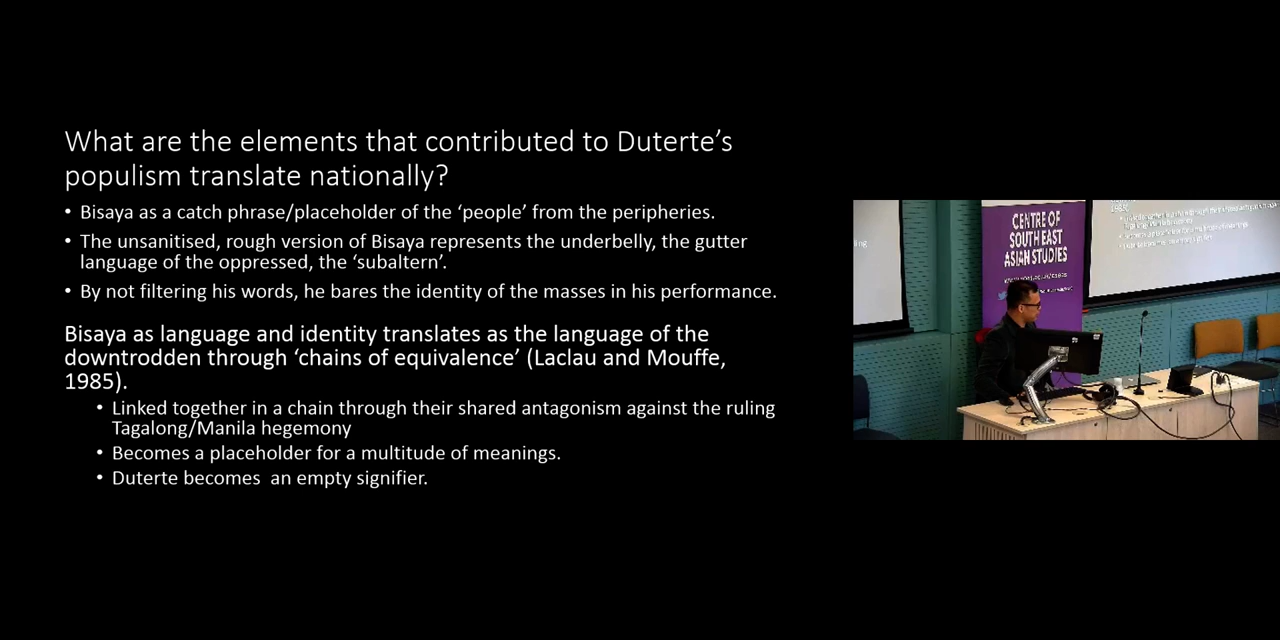 What are the elements that contributed to Duterte’s
populism translate nationally?
• Bisaya as a catch phrase/placeholder of the ‘people’ from the peripheries.
• The unsanitised, rough version of Bisaya represents the underbelly, the gutter
language of the oppressed, the ‘subaltern’.
• By not filtering his words, he bares the identity of the masses in his performance.
Bisaya as language and identity translates as the language of the
downtrodden through ‘chains of equivalence’ (Laclau and Mouffe,
1985).
• Linked together in a chain through their shared antagonism against the ruling
Tagalong/Manila hegemony
• Becomes a placeholder for a multitude of meanings.
• Duterte becomes  an empty signifier.
CENTRE OF
SOUTH EAST
ASIAN STUDIES